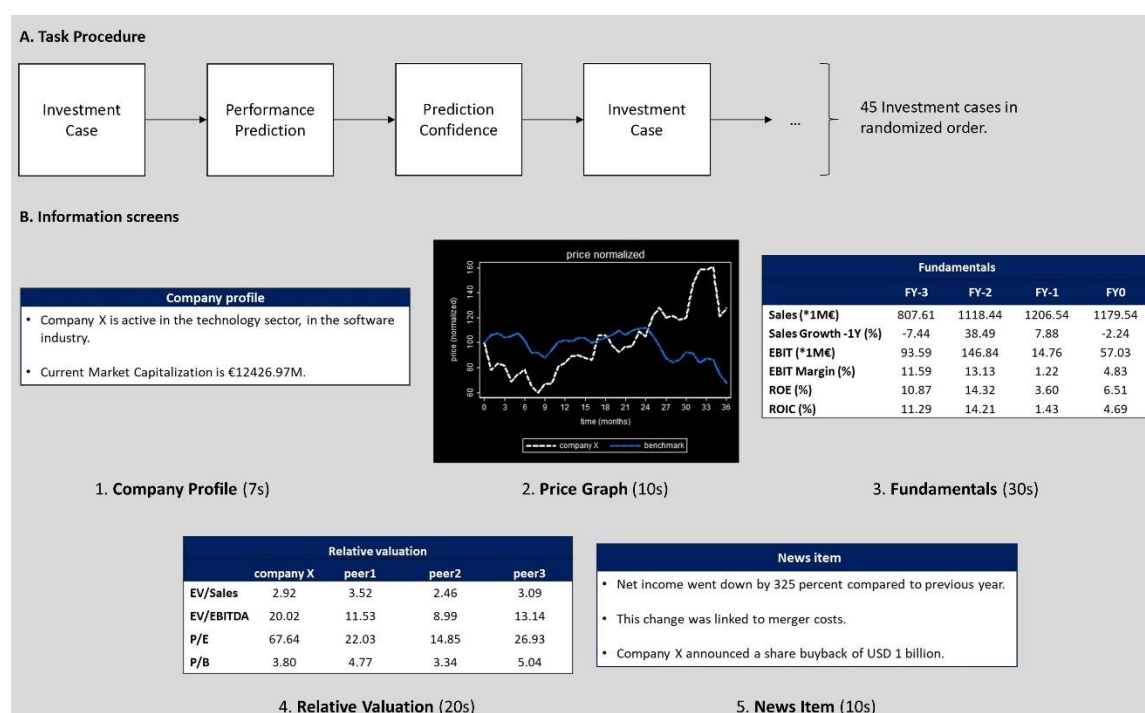 A. Task Procedure
Investment
Case
Performance
Prediction
Prediction
Confidence
Investment
Case
...
45 Investment cases in
randomized order.
B. Information screens
Company profile
• Company X is active in the technology sector, in the software
industry.
• Current Market Capitalization is €12426.97M.
1. Company Profile (7s)
price normalized
price (normalized)
160
140
120
100
80
60
0 3 6 9 12 15 18 21 24 27 30 33 36
time (months)
company X benchmark
2. Price Graph (10s)
Fundamentals
FY-3 FY-2 FY-1 FY0
Sales (*1M€) 807.61 1118.44 1206.54 1179.54
Sales Growth -1Y (%) -7.44 38.49 7.88 -2.24
EBIT (*1M€) 93.59 146.84 14.76 57.03
EBIT Margin (%) 11.59 13.13 1.22 4.83
ROE (%) 10.87 14.32 3.60 6.51
ROIC (%) 11.29 14.21 1.43 4.69
3. Fundamentals (30s)
Relative valuation
company X peer1 peer2 peer3
EV/Sales 2.92 3.52 2.46 3.09
EV/EBITDA 20.02 11.53 8.99 13.14
P/E 67.64 22.03 14.85 26.93
P/B 3.80 4.77 3.34 5.04
4. Relative Valuation (20s)
News item
• Net income went down by 325 percent compared to previous year.
• This change was linked to merger costs.
• Company X announced a share buyback of USD 1 billion.
5. News Item (10s)